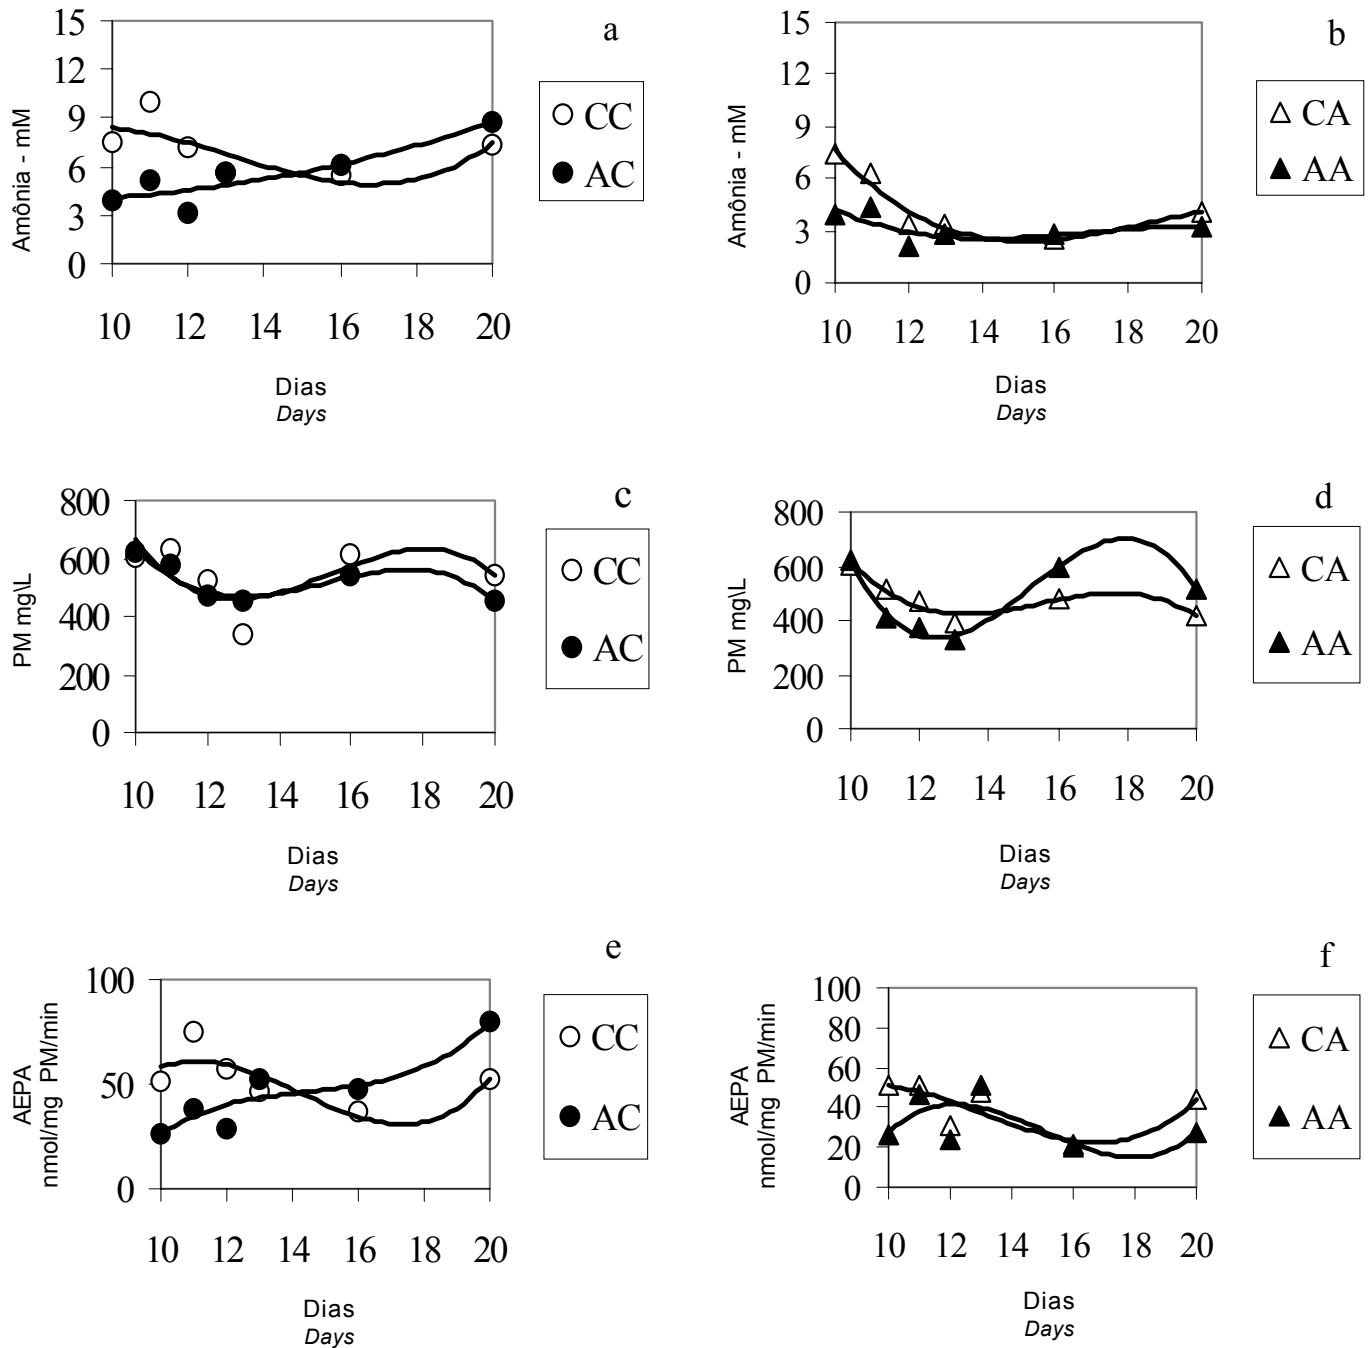 a
15
12
9
6
3
0
Amônia - mM
10 12 14 16 18 20
Dias
Days
CC
AC
b
15
12
9
6
3
0
Amônia - mM
10 12 14 16 18 20
Dias
Days
CA
AA
c
800
600
400
200
0
PM mg\L
10 12 14 16 18 20
Dias
Days
CC
AC
d
800
600
400
200
0
PM mg\L
10 12 14 16 18 20
Dias
Days
CA
AA
e
100
50
0
AEPA
nmol/mg PM/min
10 12 14 16 18 20
Dias
Days
CC
AC
f
100
80
60
40
20
0
AEPA
nmol/mg PM/min
10 12 14 16 18 20
Dias
Days
CA
AA